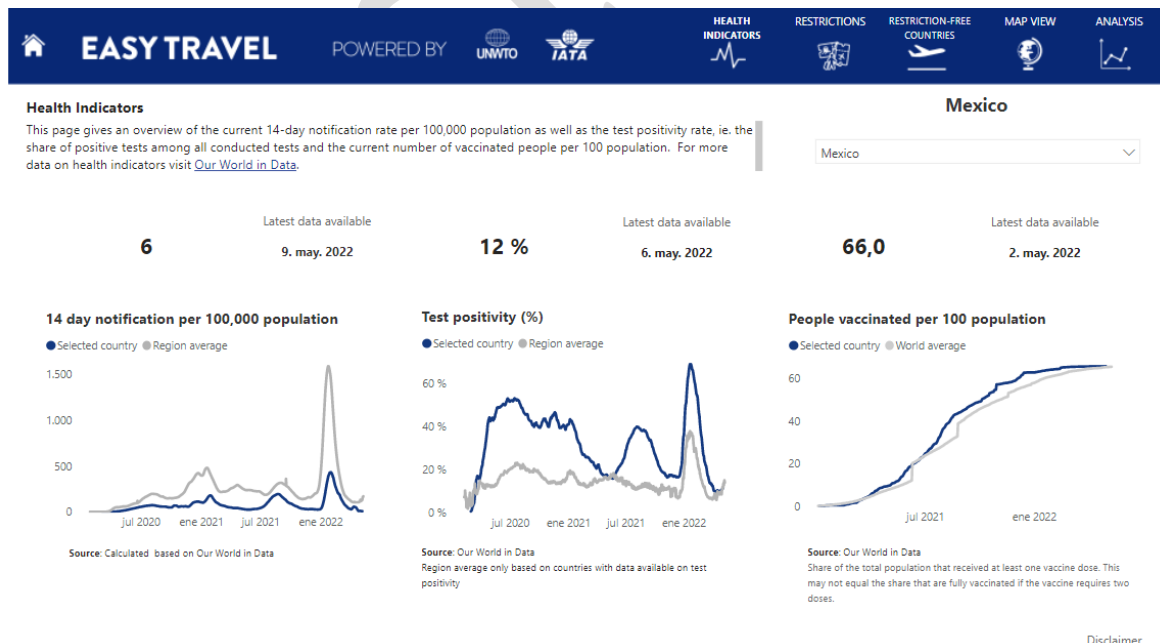 EASY TRAVEL
POWERED BY
UNWTO
IATA
HEALTH
INDICATORS
RESTRICTIONS
RESTRICTION-FREE
COUNTRIES
MAP VIEW
ANALYSIS
Health Indicators
This page gives an overview of the current 14-day notification rate per 100,000 population as well as the test positivity rate, ie. the
share of positive tests among all conducted tests and the current number of vaccinated people per 100 population. For more
data on health indicators visit Our World in Data.
Mexico
Mexico
6
Latest data available
9. may. 2022
12 %
Latest data available
6. may. 2022
66,0
Latest data available
2. may. 2022
14 day notification per 100,000 population
Selected country Region average
1.500
1.000
500
0
jul 2020 ene 2021 jul 2021 ene 2022
Source: Calculated based on Our World in Data
Test positivity (%)
Selected country Region average
60 %
40 %
20 %
0 %
jul 2020 ene 2021 jul 2021 ene 2022
Source: Our World in Data
Region average only based on countries with data available on test
positivity
People vaccinated per 100 population
Selected country World average
60
40
20
0
jul 2021 ene 2022
Source: Our World in Data
Share of the total population that received at least one vaccine dose. This
may not equal the share that are fully vaccinated if the vaccine requires two
doses.
Disclaimer